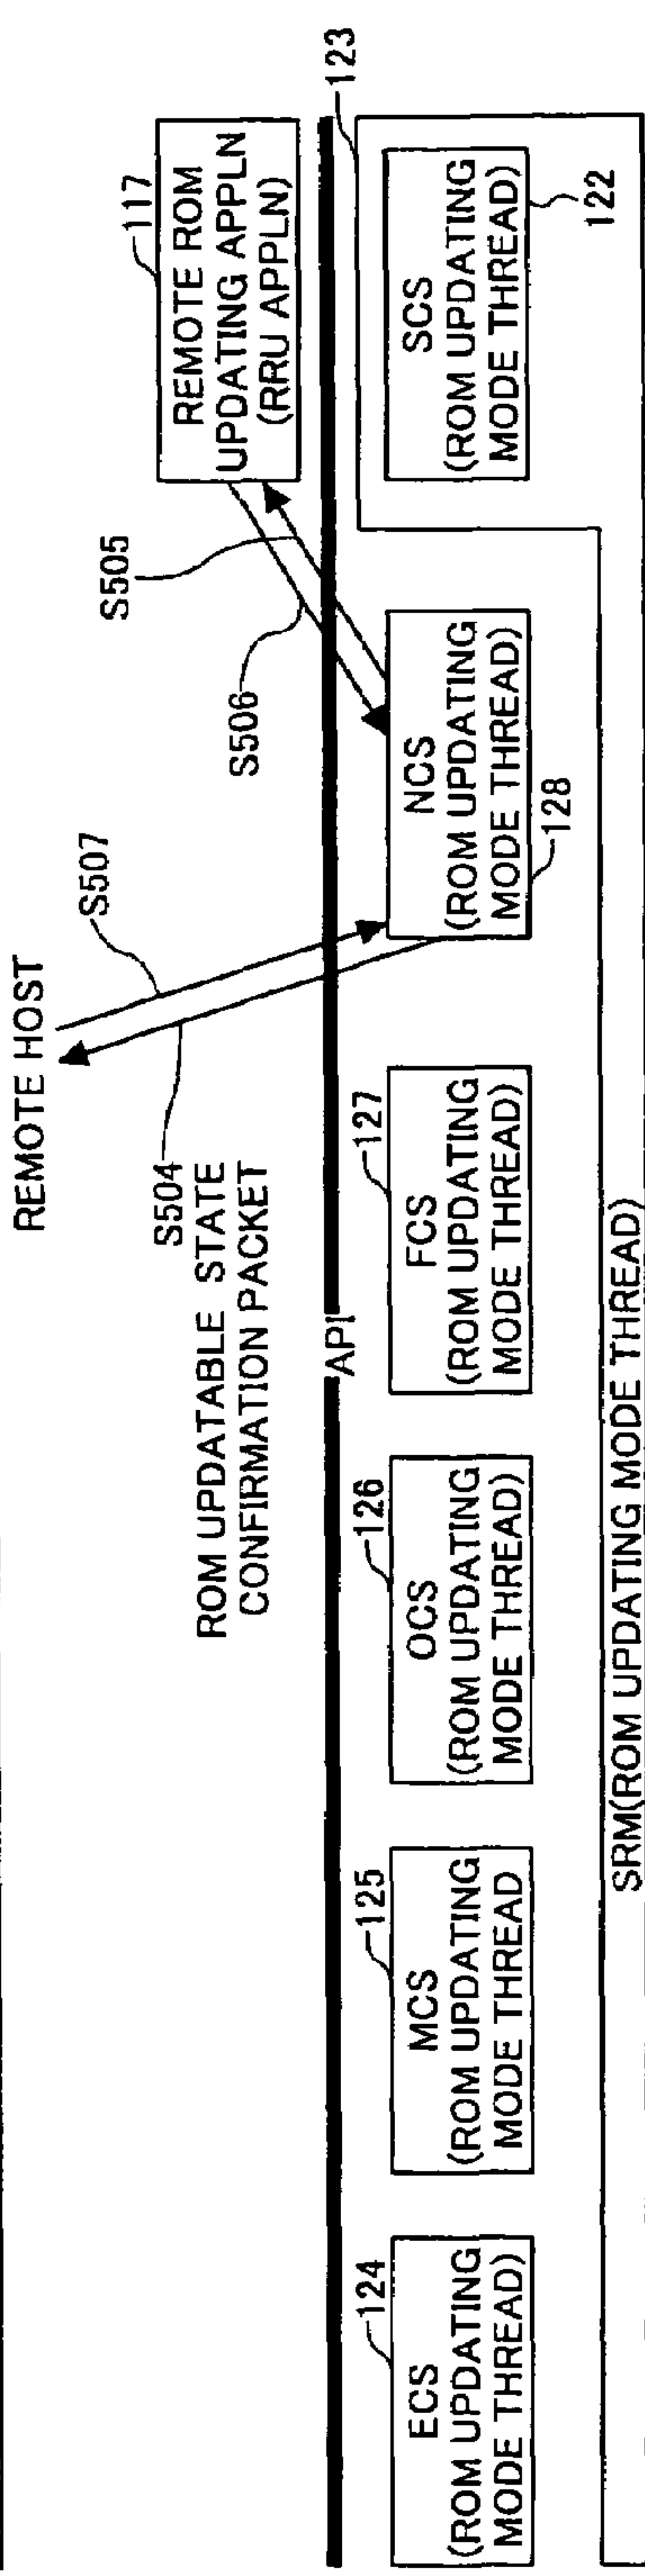 REMOTE HOST
S507
S504
ROM UPDATABLE STATE
CONFIRMATION PACKET
S505
S506
117
REMOTE ROM
UPDATING APPLN
(RRU APPLN)
API
123
124
ECS
(ROM UPDATING
MODE THREAD)
125
MCS
(ROM UPDATING
MODE THREAD
126
OCS
(ROM UPDATING
MODE THREAD)
127
FCS
(ROM UPDATING
MODE THREAD)
NCS
(ROM UPDATING
MODE THREAD)
128
SCS
(ROM UPDATING
MODE THREAD)
122
SRM(ROM UPDATING MODE THREAD)